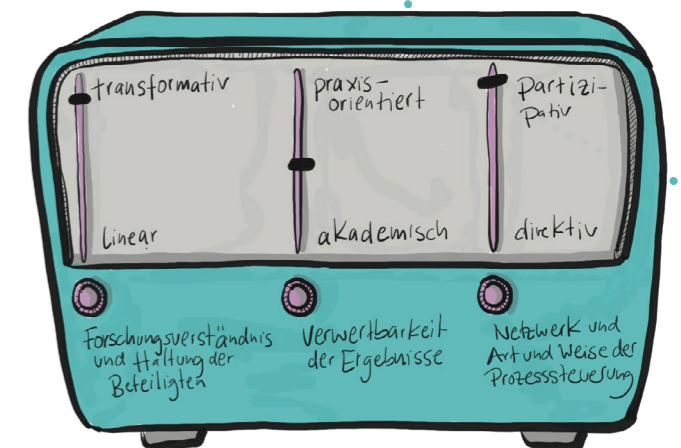 transformativ
linear
praxis-
orientiert
akademisch
partizi-
pativ
direktiv
Forschungsverständnis
und Haltung der
Beteiligten
Verwertbarkeit
der Ergebnisse
Netzwerk und
Art und Weise der
Prozesssteuerung